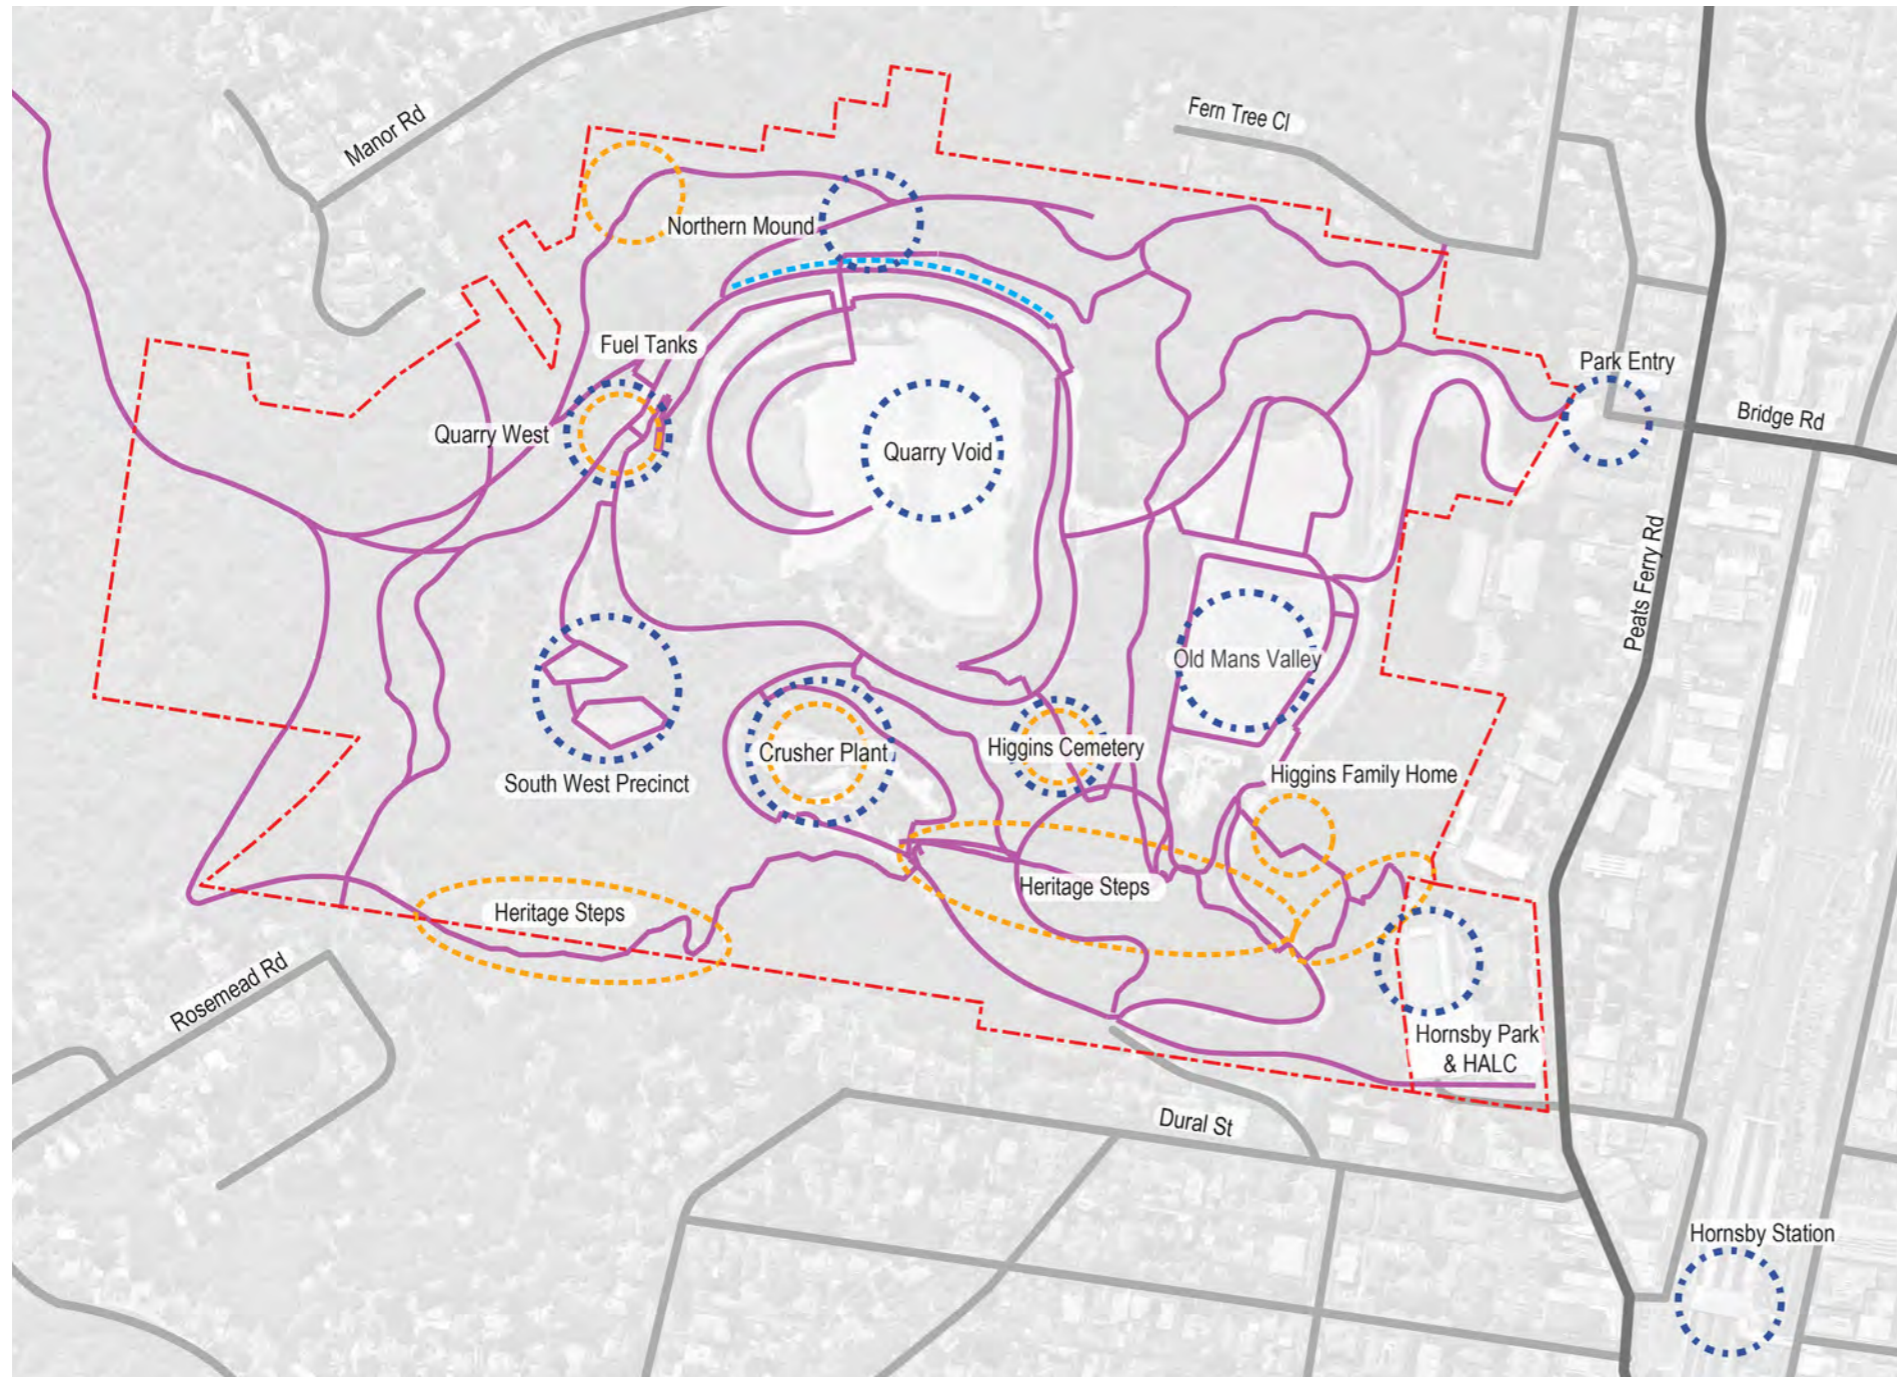 Manor Rd
Fern Tree Cl
Northern Mound
Fuel Tanks
Park Entry
Bridge Rd
Quarry West
Quarry Void
Peats Ferry Rd
Old Mans Valley
Crusher Plant
Higgins Cemetery
Higgins Family Home
South West Precinct
Heritage Steps
Heritage Steps
Rosemead Rd
Hornsby Park
& HALC
Dural St
Hornsby Station